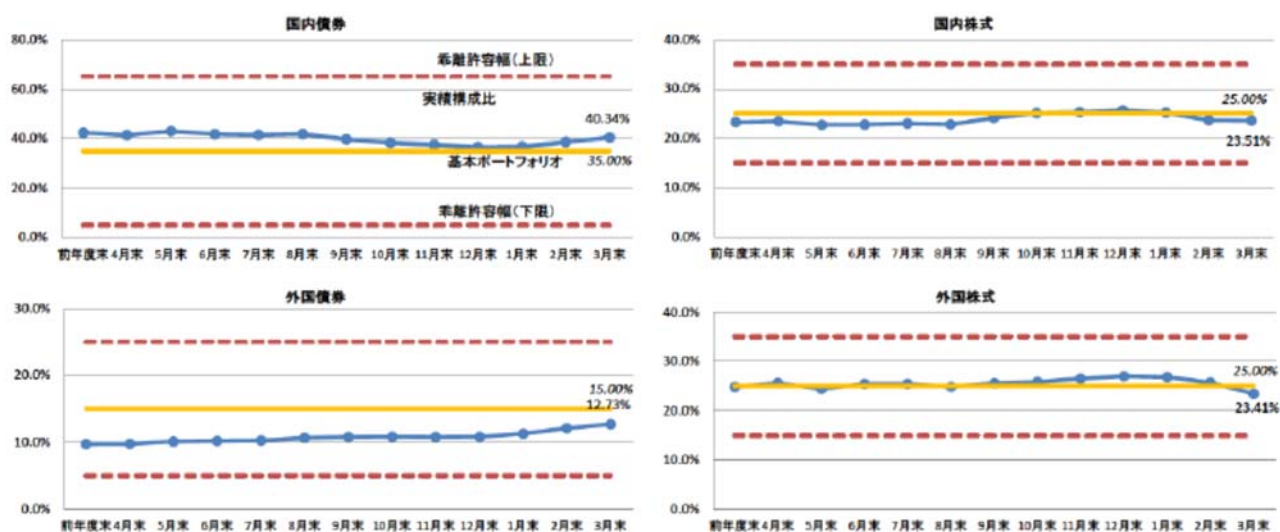 国内債券
80.0%
60.0%
40.0%
20.0%
0.0%
乖離許容幅(上限)
実績構成比
40.34%
基本ポートフォリオ
35.00%
乖離許容幅(下限)
前年度末 4月末 5月末 6月末 7月末 8月末 9月末 10月末 11月末 12月末 1月末 2月末 3月末
国内株式
40.0%
30.0%
20.0%
10.0%
0.0%
25.00%
23.51%
前年度末 4月末 5月末 6月末 7月末 8月末 9月末 10月末 11月末 12月末 1月末 2月末 3月末
外国債券
30.0%
20.0%
10.0%
0.0%
15.00%
12.73%
前年度末 4月末 5月末 6月末 7月末 8月末 9月末 10月末 11月末 12月末 1月末 2月末 3月末
外国株式
40.0%
30.0%
20.0%
10.0%
0.0%
25.00%
23.41%
前年度末 4月末 5月末 6月末 7月末 8月末 9月末 10月末 11月末 12月末 1月末 2月末 3月末